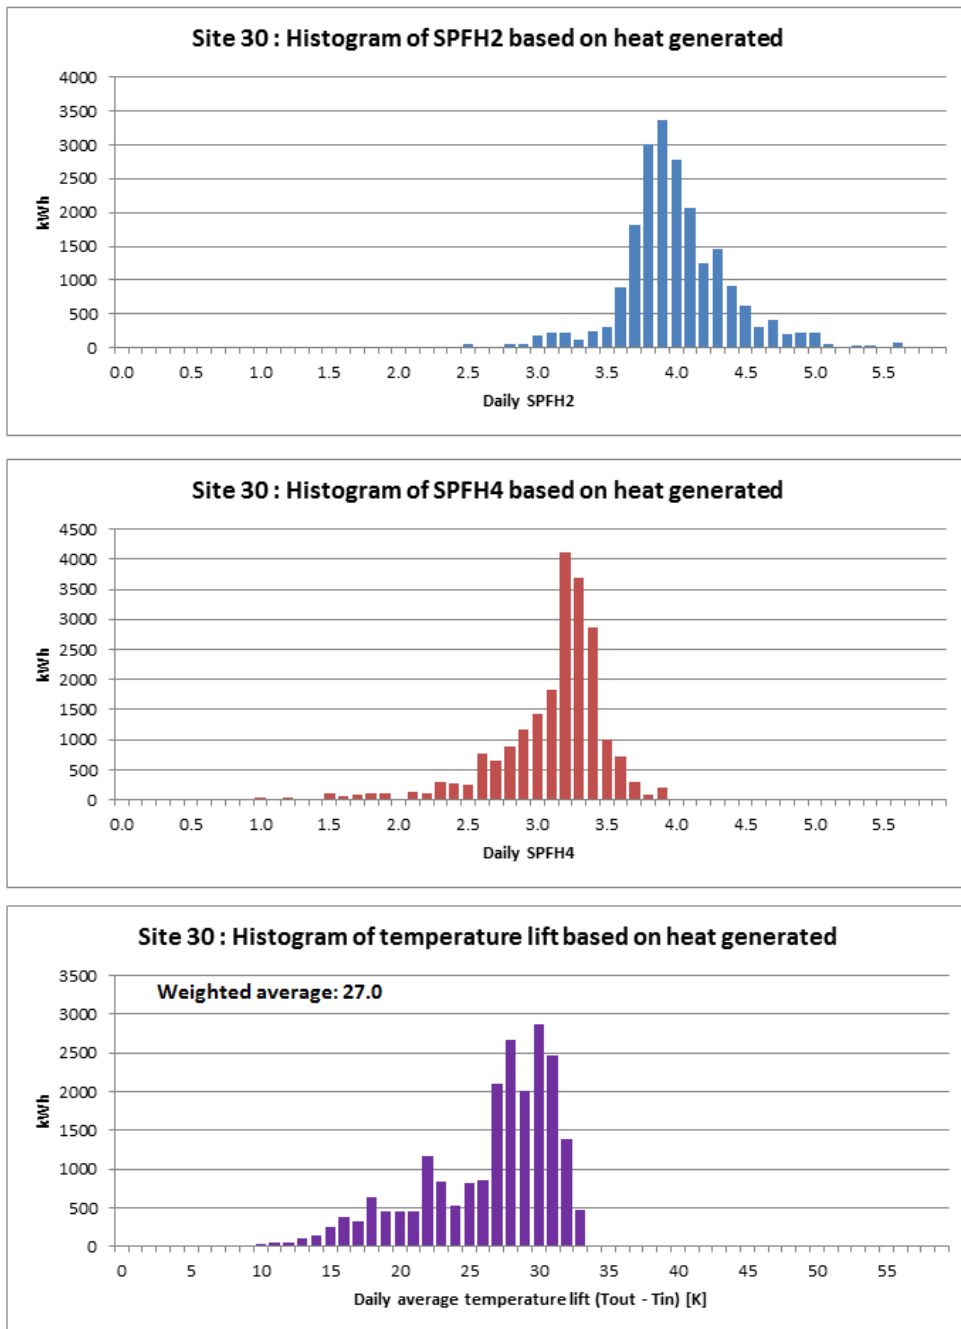 Site 30 : Histogram of SPFH2 based on heat generated
4000
3500
3000
2500
2000
1500
1000
500
0
kWh
0.0 0.5 1.0 1.5 2.0 2.5 3.0 3.5 4.0 4.5 5.0 5.5
Daily SPFH2
Site 30 : Histogram of SPFH4 based on heat generated
4500
4000
3500
3000
2500
2000
1500
1000
500
0
kWh
0.0 0.5 1.0 1.5 2.0 2.5 3.0 3.5 4.0 4.5 5.0 5.5
Daily SPFH4
Site 30 : Histogram of temperature lift based on heat generated
Weighted average: 27.0
3500
3000
2500
2000
1500
1000
500
0
kWh
0 5 10 15 20 25 30 35 40 45 50 55
Daily average temperature lift (Tout - Tin) [K]